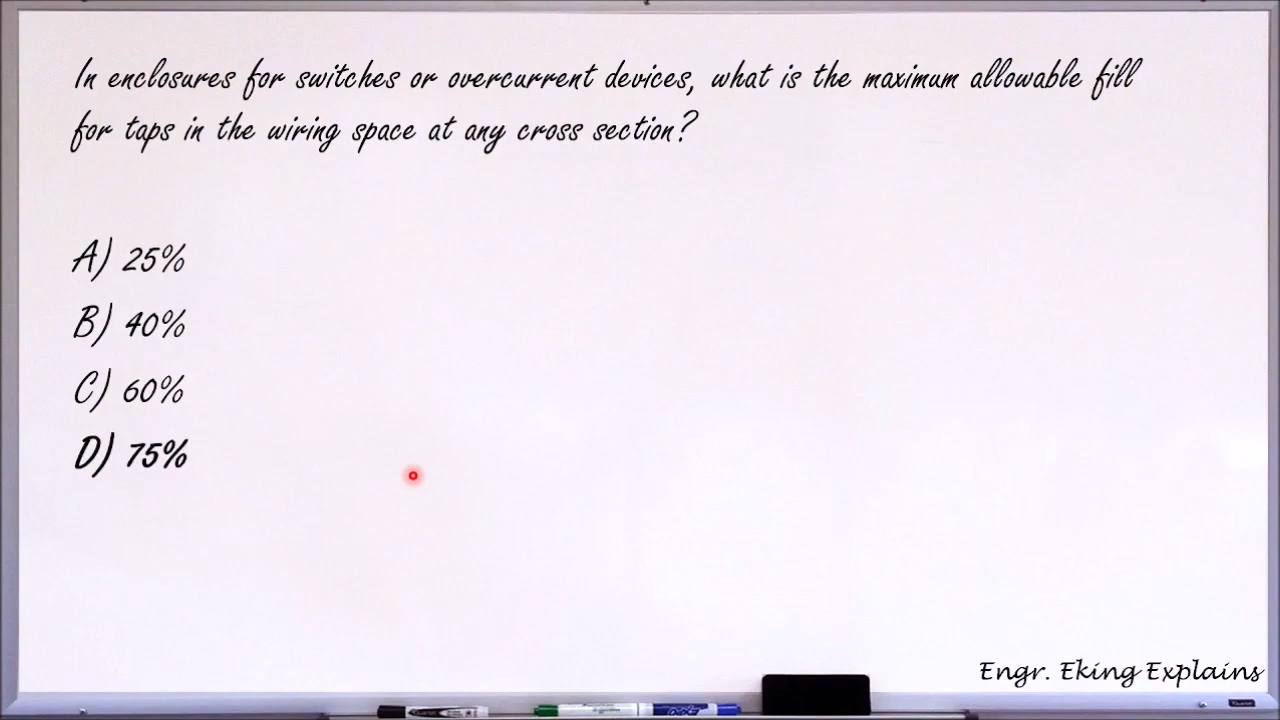 In enclosures for switches or overcurrent devices, what is the maximum allowable fill
for taps in the wiring space at any cross section?
A) 25%
B) 40%
C) 60%
D) 75%
Engr. Eking Explains